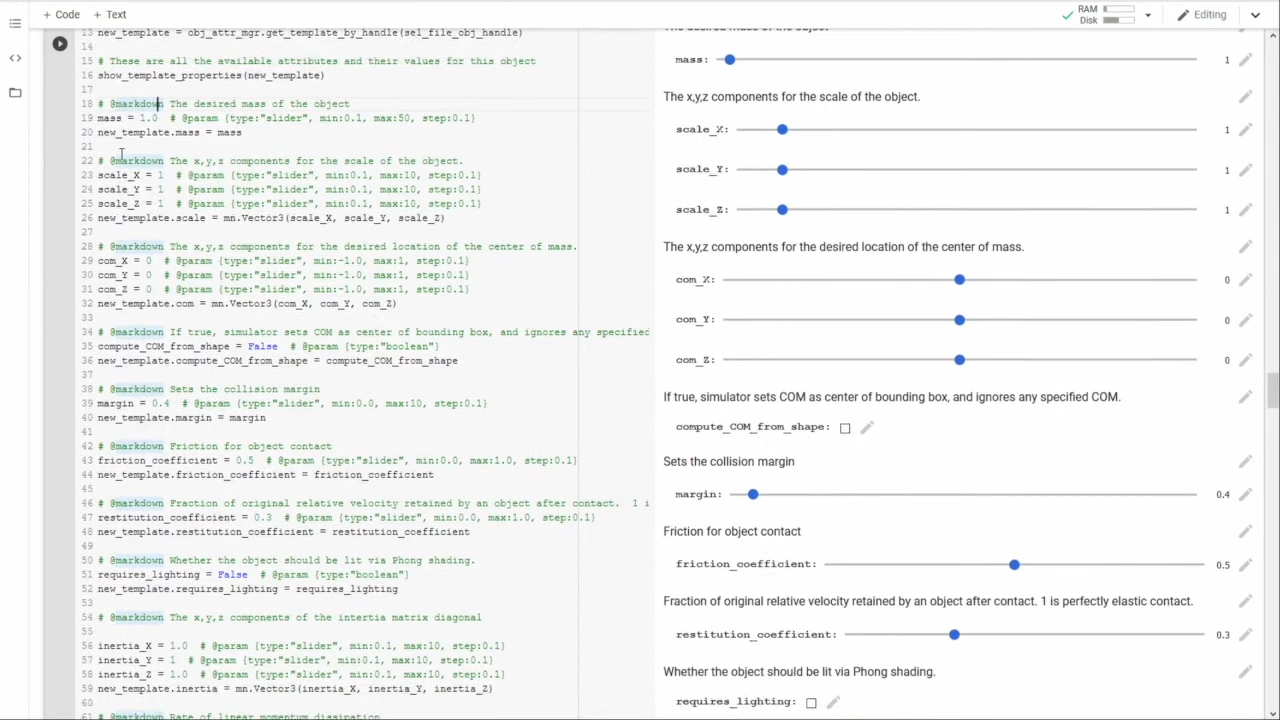 + Code + Text
RAM
Disk
Editing
13 new_template = obj_attr_mgr.get_template_by_handle(sel_file_obj_handle)
14
15 # These are all the available attributes and their values for this object
16 show_template_properties(new_template)
17
18 # @markdown The desired mass of the object
19 mass = 1.0 # @param {type:"slider", min:0.1, max:50, step:0.1}
20 new_template.mass = mass
21
22 # @markdown The x,y,z components for the scale of the object.
23 scale_X = 1 # @param {type:"slider", min:0.1, max:10, step:0.1}
24 scale_Y = 1 # @param {type:"slider", min:0.1, max:10, step:0.1}
25 scale_Z = 1 # @param {type:"slider", min:0.1, max:10, step:0.1}
26 new_template.scale = mn.Vector3(scale_X, scale_Y, scale_Z)
27
28 # @markdown The x,y,z components for the desired location of the center of mass.
29 com_X = 0 # @param {type:"slider", min:-1.0, max:1, step:0.1}
30 com_Y = 0 # @param {type:"slider", min:-1.0, max:1, step:0.1}
31 com_Z = 0 # @param {type:"slider", min:-1.0, max:1, step:0.1}
32 new_template.com = mn.Vector3(com_X, com_Y, com_Z)
33
34 # @markdown If true, simulator sets COM as center of bounding box, and ignores any specified
35 compute_COM_from_shape = False # @param {type:"boolean"}
36 new_template.compute_COM_from_shape = compute_COM_from_shape
37
38 # @markdown Sets the collision margin
39 margin = 0.4 # @param {type:"slider", min:0.0, max:10, step:0.1}
40 new_template.margin = margin
41
42 # @markdown Friction for object contact
43 friction_coefficient = 0.5 # @param {type:"slider", min:0.0, max:1.0, step:0.1}
44 new_template.friction_coefficient = friction_coefficient
45
46 # @markdown Fraction of original relative velocity retained by an object after contact. 1 i
47 restitution_coefficient = 0.3 # @param {type:"slider", min:0.0, max:1.0, step:0.1}
48 new_template.restitution_coefficient = restitution_coefficient
49
50 # @markdown Whether the object should be lit via Phong shading.
51 requires_lighting = False # @param {type:"boolean"}
52 new_template.requires_lighting = requires_lighting
53
54 # @markdown The x,y,z components of the intertia matrix diagonal
55
56 inertia_X = 1.0 # @param {type:"slider", min:0.1, max:10, step:0.1}
57 inertia_Y = 1 # @param {type:"slider", min:0.1, max:10, step:0.1}
58 inertia_Z = 1.0 # @param {type:"slider", min:0.1, max:10, step:0.1}
59 new_template.inertia = mn.Vector3(inertia_X, inertia_Y, inertia_Z)
60
61 # @markdown Rate of linear momentum dissipation
The desired mass of the object
mass: 1
The x,y,z components for the scale of the object.
scale_X: 1
scale_Y: 1
scale_Z: 1
The x,y,z components for the desired location of the center of mass.
com_X: 0
com_Y: 0
com_Z: 0
If true, simulator sets COM as center of bounding box, and ignores any specified COM.
compute_COM_from_shape:
Sets the collision margin
margin: 0.4
Friction for object contact
friction_coefficient: 0.5
Fraction of original relative velocity retained by an object after contact. 1 is perfectly elastic contact.
restitution_coefficient: 0.3
Whether the object should be lit via Phong shading.
requires_lighting: